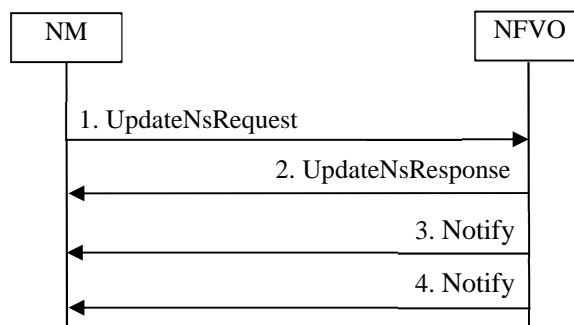 NM
NFVO
1. UpdateNsRequest
2. UpdateNsResponse
3. Notify
4. Notify